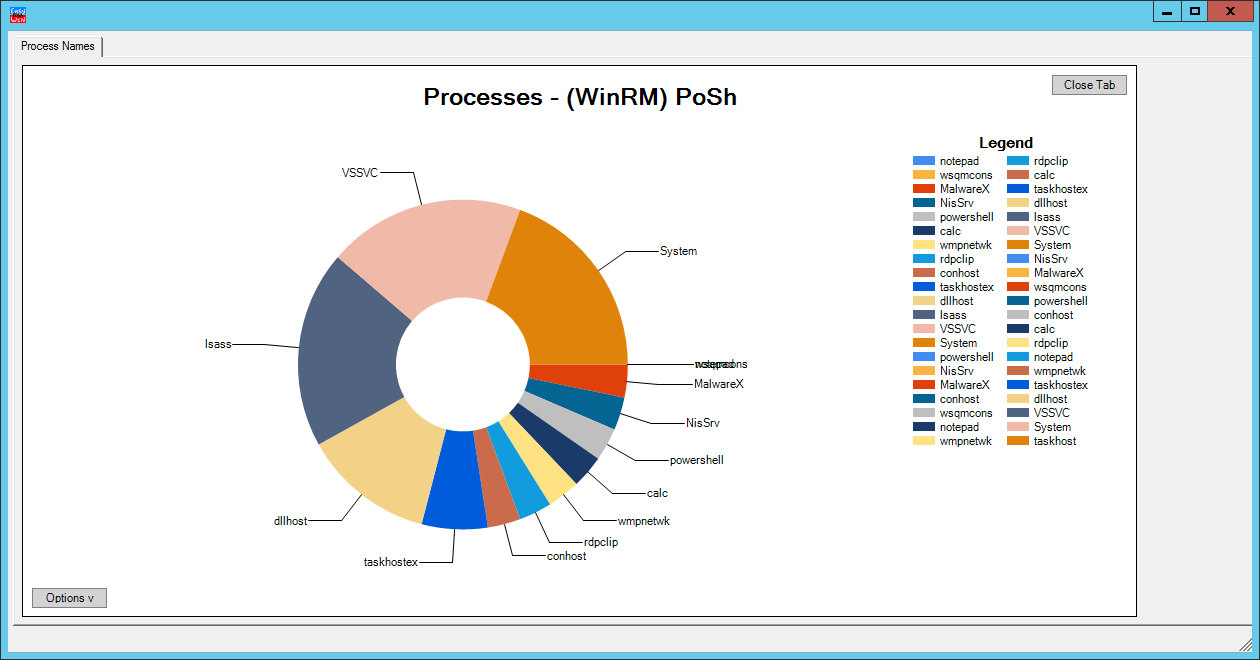 Easy
Win
X
Process Names
Close Tab
Processes - (WinRM) PoSh
Legend
notepad rdpclip
wsqmcons calc
MalwareX taskhostex
NisSrv dllhost
powershell lsass
calc VSSVC
wmpnetwk System
rdpclip NisSrv
conhost MalwareX
taskhostex wsqmcons
dllhost powershell
lsass conhost
VSSVC calc
System rdpclip
powershell notepad
NisSrv wmpnetwk
MalwareX taskhostex
conhost dllhost
wsqmcons VSSVC
notepad System
wmpnetwk taskhost
VSSVC
System
lsass
MalwareX
NisSrv
powershell
calc
dllhost
wmpnetwk
rdpclip
conhost
taskhostex
Options v